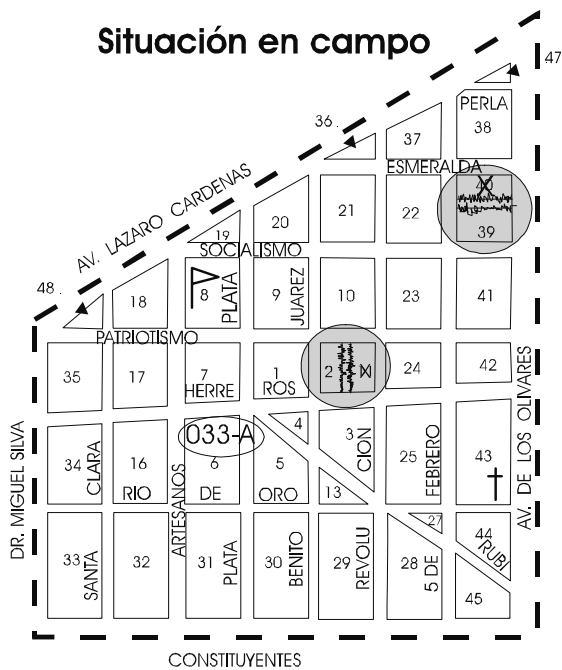 Situación en campo
47
PERLA
38
36 .
37
ESMERALDA
40
AV. LAZARO CARDENAS
21
22
39
20
19
SOCIALISMO
48 .
18
8
PLATA
9
JUAREZ
10
23
41
PATRIOTISMO
35
17
7
1
2
24
42
HERRE ROS
AV. DE LOS OLIVARES
DR. MIGUEL SILVA
033-A
4
3
CION
34
CLARA
16
ARTESANOS
6
5
25
FEBRERO
43
RIO DE ORO
13
27
44
RUBI
33
SANTA
32
31
PLATA
30
BENITO
29
REVOLU
28
5 DE
45
CONSTITUYENTES